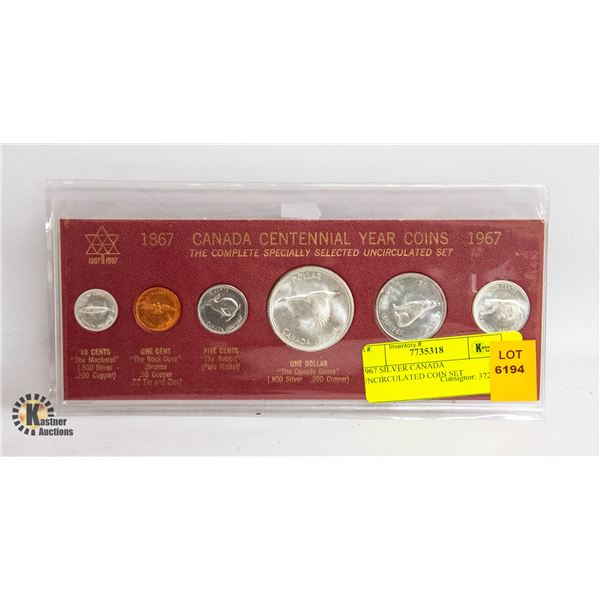 1867 CANADA CENTENNIAL YEAR COINS 1967
THE COMPLETE SPECIALLY SELECTED UNCIRCULATED SET
1867 1967
10 CENTS
"The Mackeral"
(.800 Silver
.200 Copper)
ONE CENT
"The Rock Dove"
(Bronze
.98 Copper
.02 Tin and Zinc)
FIVE CENTS
"The Rabbit"
(Pure Nickel)
DOLLAR
CANADA
ONE DOLLAR
"The Canada Goose"
(.800 Silver .200 Copper)
#: Inventory #:
7735318
967 SILVER CANADA
UNCIRCULATED COIN SET
Consignor: 372
LOT
6194
Kastner
Auctions